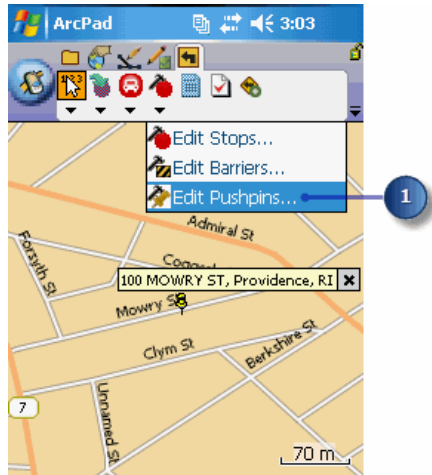 ArcPad 3:03
123
Edit Stops...
Edit Barriers...
Edit Pushpins...
1
Admiral St
Forsyth St
100 MOWRY ST, Providence, RI
Mowry St
Clym St
Berkshire St
7
Unnamed St
70 m